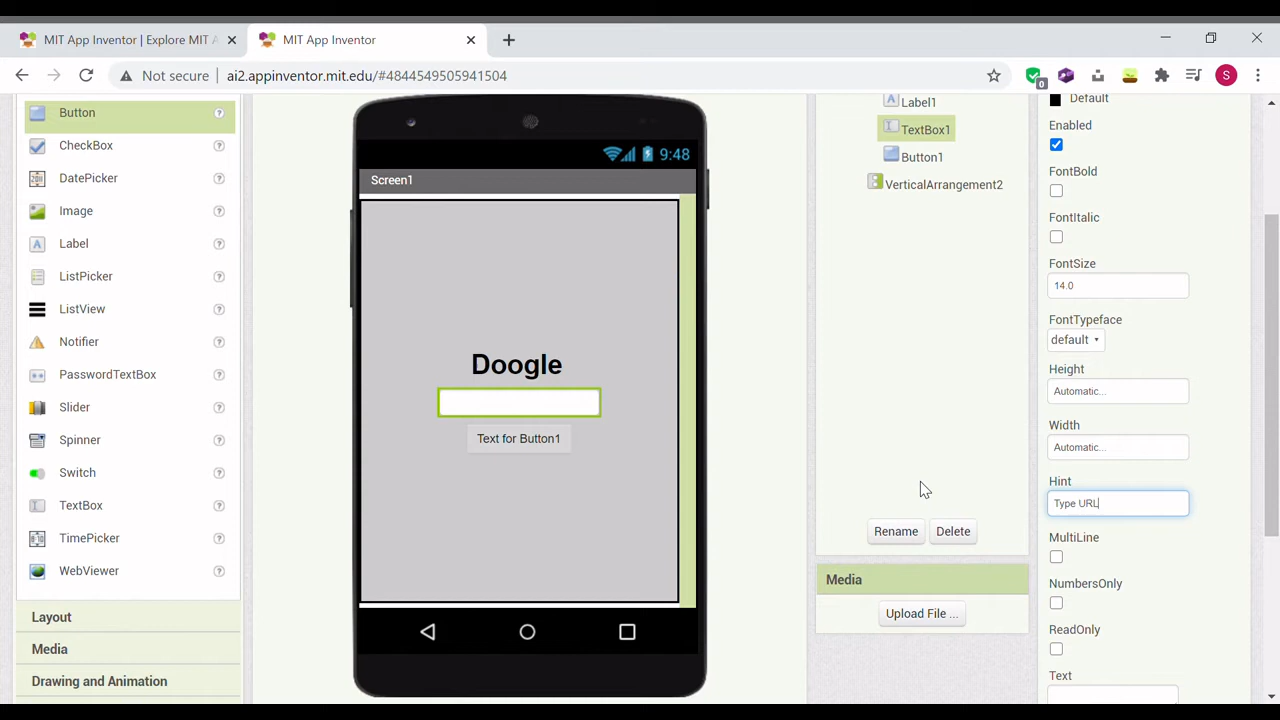 MIT App Inventor | Explore MIT A
MIT App Inventor
Not secure
ai2.appinventor.mit.edu/#4844549505941504
0
S
Button
CheckBox
DatePicker
Image
Label
ListPicker
ListView
Notifier
PasswordTextBox
Slider
Spinner
Switch
TextBox
TimePicker
WebViewer
Layout
Media
Drawing and Animation
9:48
Screen1
Doogle
Text for Button1
Label1
TextBox1
Button1
VerticalArrangement2
Rename
Delete
Media
Upload File ...
Default
Enabled
FontBold
FontItalic
FontSize
14.0
FontTypeface
default
Height
Automatic...
Width
Automatic...
Hint
Type URL
MultiLine
NumbersOnly
ReadOnly
Text